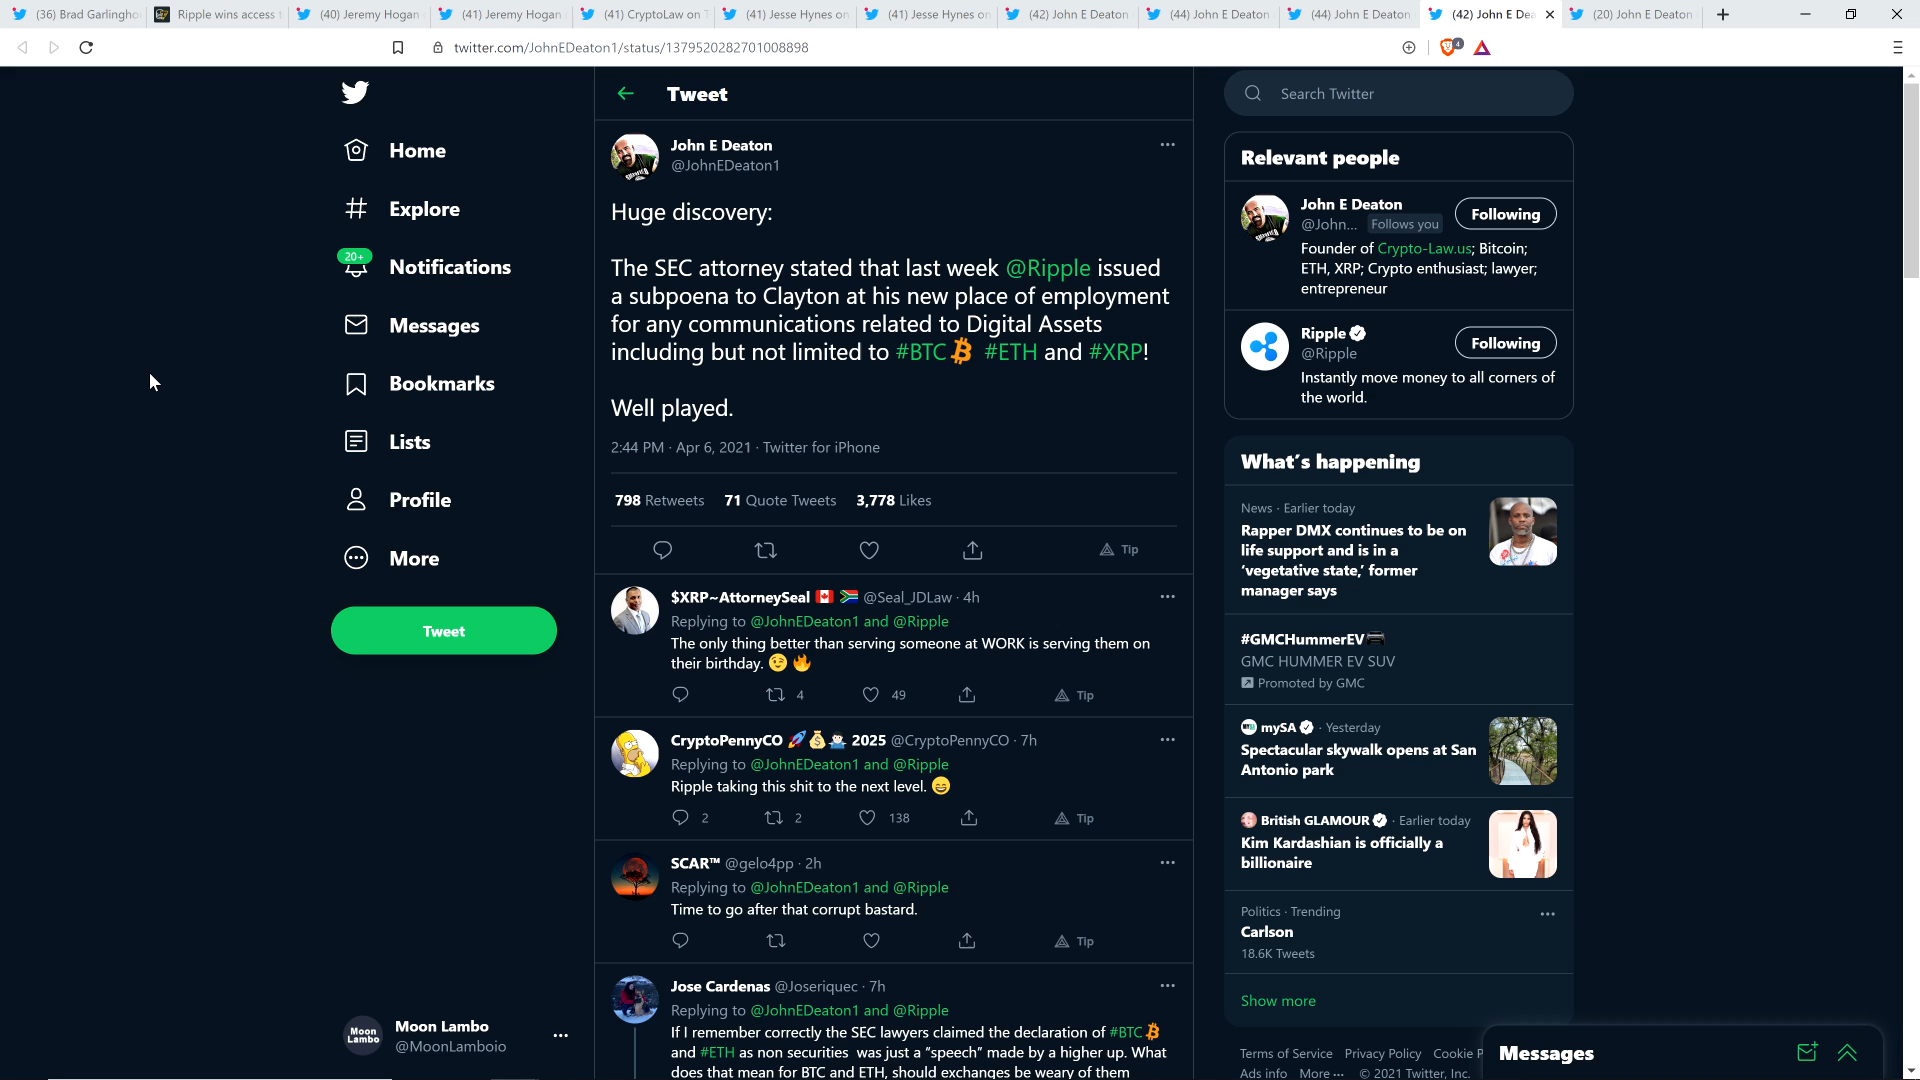 (36) Brad Garlingho
Ripple wins access t
(40) Jeremy Hogan
(41) Jeremy Hogan
(41) CryptoLaw on T
(41) Jesse Hynes on
(41) Jesse Hynes on
(42) John E Deaton
(44) John E Deaton
(44) John E Deaton
(42) John E Dea
(20) John E Deaton
twitter.com/JohnEDeaton1/status/1379520282701008898
4
Home
Explore
20+
Notifications
Messages
Bookmarks
Lists
Profile
More
Tweet
Moon Lambo
Moon Lambo
@MoonLamboio
Tweet
John E Deaton
@JohnEDeaton1
Huge discovery:
The SEC attorney stated that last week @Ripple issued
a subpoena to Clayton at his new place of employment
for any communications related to Digital Assets
including but not limited to #BTC #ETH and #XRP!
Well played.
2:44 PM · Apr 6, 2021 · Twitter for iPhone
798 Retweets 71 Quote Tweets 3,778 Likes
Tip
$XRP~AttorneySeal 🇨🇦 🇿🇦 @Seal_JDLaw · 4h
Replying to @JohnEDeaton1 and @Ripple
The only thing better than serving someone at WORK is serving them on
their birthday. 😉 🔥
4 49 Tip
CryptoPennyCO 🚀💰 2025 @CryptoPennyCO · 7h
Replying to @JohnEDeaton1 and @Ripple
Ripple taking this shit to the next level. 😄
2 2 138 Tip
SCAR™ @gelo4pp · 2h
Replying to @JohnEDeaton1 and @Ripple
Time to go after that corrupt bastard.
Tip
Jose Cardenas @Joseriquec · 7h
Replying to @JohnEDeaton1 and @Ripple
If I remember correctly the SEC lawyers claimed the declaration of #BTC
and #ETH as non securities was just a “speech” made by a higher up. What
does that mean for BTC and ETH, should exchanges be weary of them
Search Twitter
Relevant people
John E Deaton
@John... Follows you
Following
Founder of Crypto-Law.us; Bitcoin;
ETH, XRP; Crypto enthusiast; lawyer;
entrepreneur
Ripple
@Ripple
Following
Instantly move money to all corners of
the world.
What’s happening
News · Earlier today
Rapper DMX continues to be on
life support and is in a
‘vegetative state,’ former
manager says
#GMCHummerEV
GMC HUMMER EV SUV
Promoted by GMC
mySA · Yesterday
Spectacular skywalk opens at San
Antonio park
British GLAMOUR · Earlier today
Kim Kardashian is officially a
billionaire
Politics · Trending
Carlson
18.6K Tweets
Show more
Terms of Service Privacy Policy Cookie P
Ads info More ··· © 2021 Twitter, Inc.
Messages